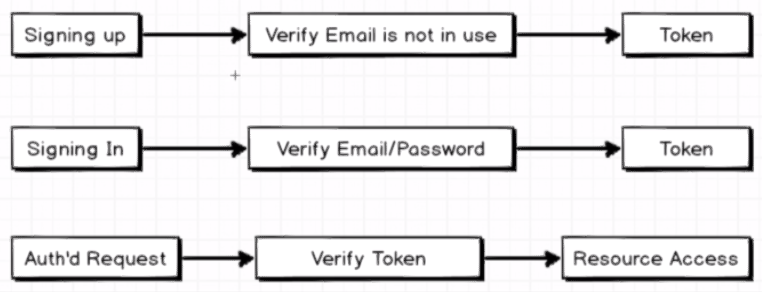 Signing up
Verify Email is not in use
Token
Signing In
Verify Email/Password
Token
Auth'd Request
Verify Token
Resource Access